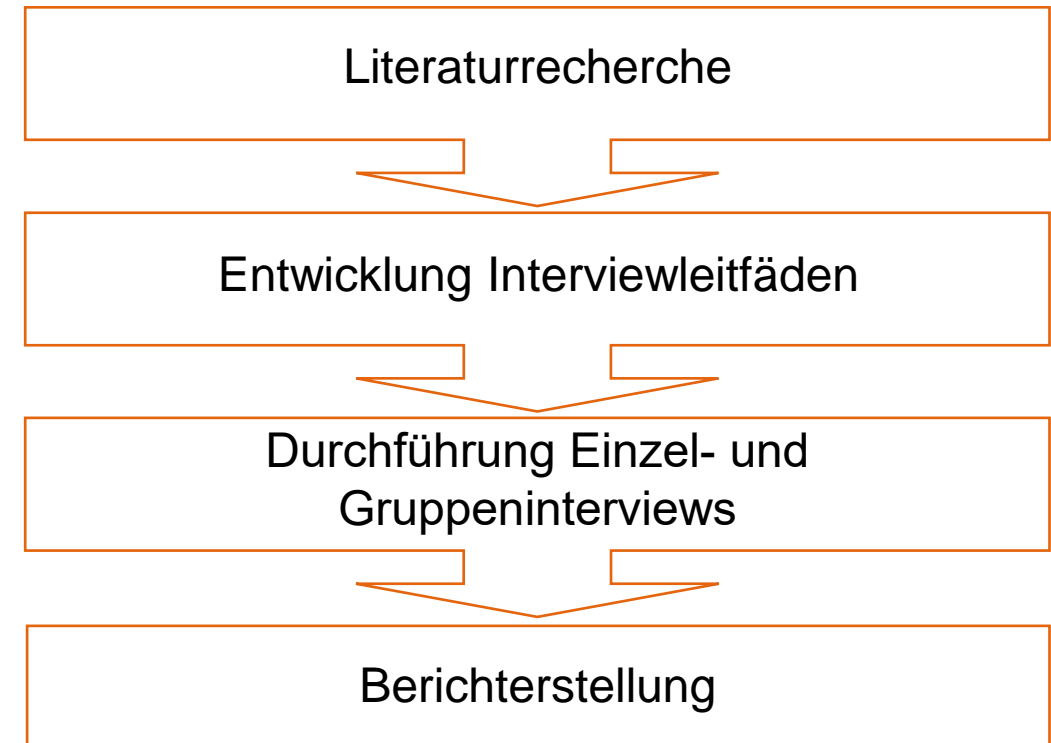 Literaturrecherche
Entwicklung Interviewleitfäden
Durchführung Einzel- und
Gruppeninterviews
Berichterstellung